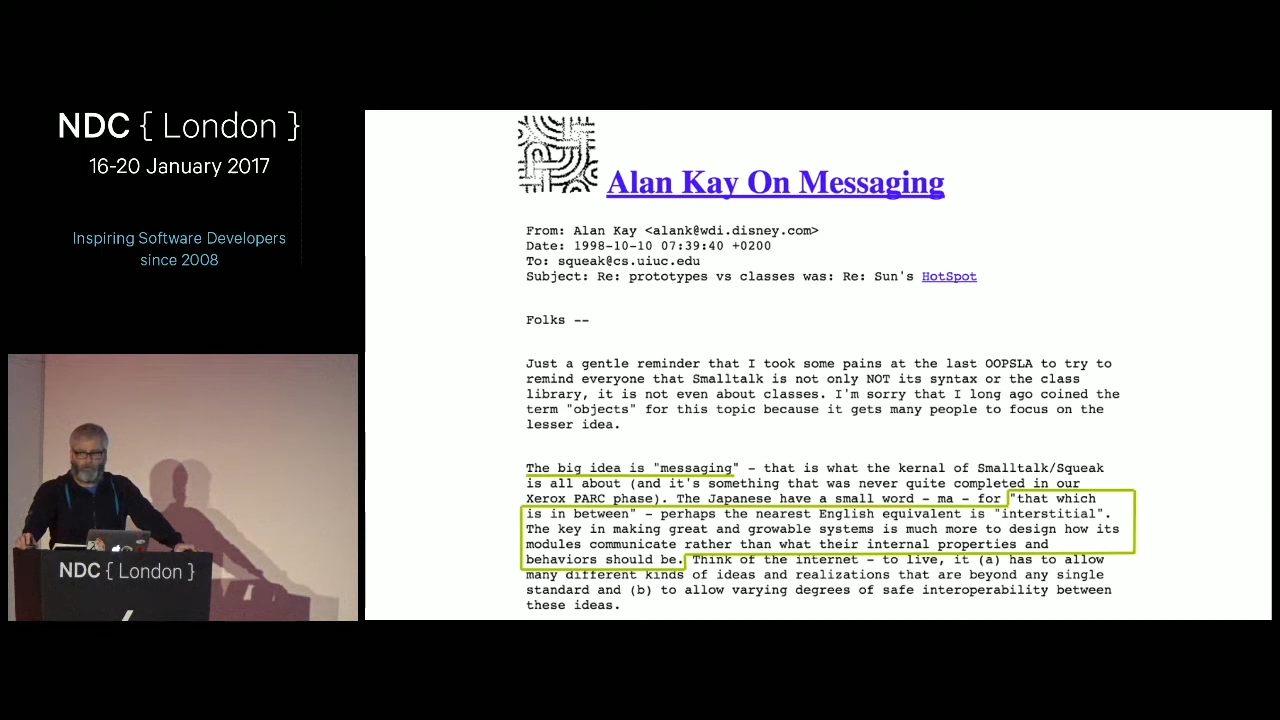 NDC { London }
16-20 January 2017
Inspiring Software Developers
since 2008
NDC { London }
Alan Kay On Messaging
From: Alan Kay <alank@wdi.disney.com>
Date: 1998-10-10 07:39:40 +0200
To: squeak@cs.uiuc.edu
Subject: Re: prototypes vs classes was: Re: Sun's HotSpot
Folks --
Just a gentle reminder that I took some pains at the last OOPSLA to try to
remind everyone that Smalltalk is not only NOT its syntax or the class
library, it is not even about classes. I'm sorry that I long ago coined the
term "objects" for this topic because it gets many people to focus on the
lesser idea.
The big idea is "messaging" - that is what the kernal of Smalltalk/Squeak
is all about (and it's something that was never quite completed in our
Xerox PARC phase). The Japanese have a small word - ma - for "that which
is in between" - perhaps the nearest English equivalent is "interstitial".
The key in making great and growable systems is much more to design how its
modules communicate rather than what their internal properties and
behaviors should be. Think of the internet - to live, it (a) has to allow
many different kinds of ideas and realizations that are beyond any single
standard and (b) to allow varying degrees of safe interoperability between
these ideas.